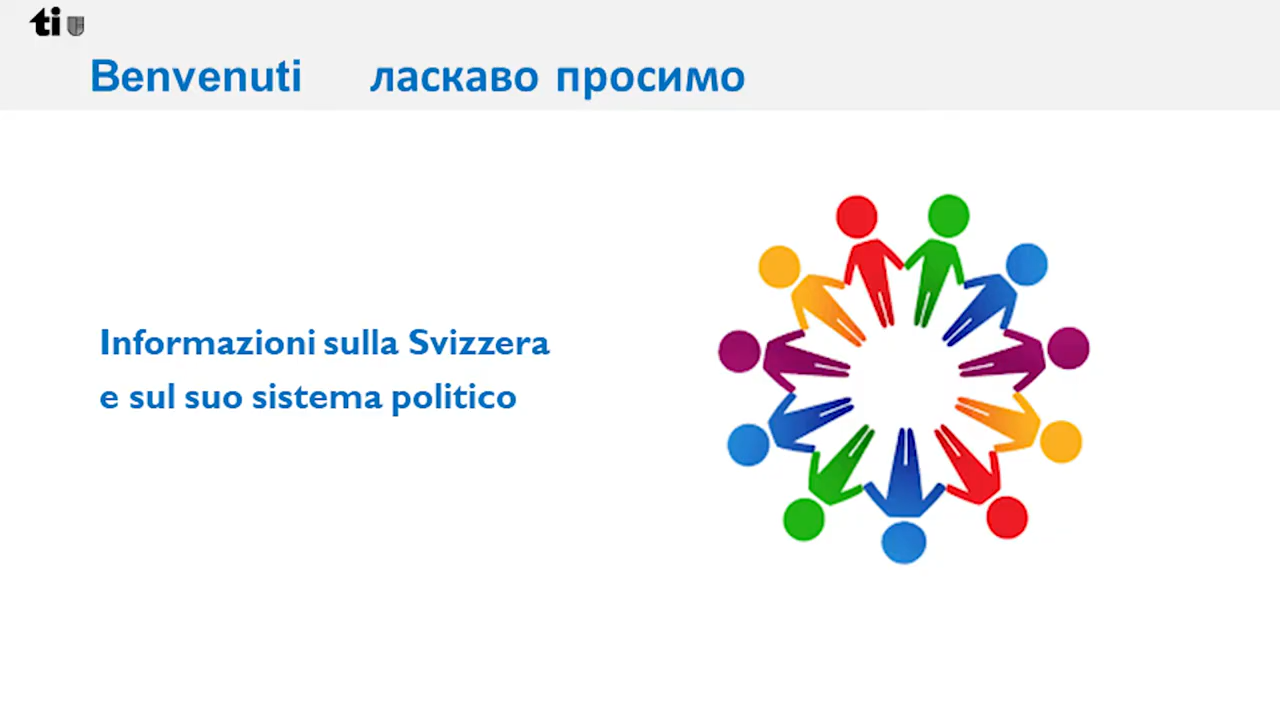 ti
Benvenuti ласкаво просимо
Informazioni sulla Svizzera
e sul suo sistema politico